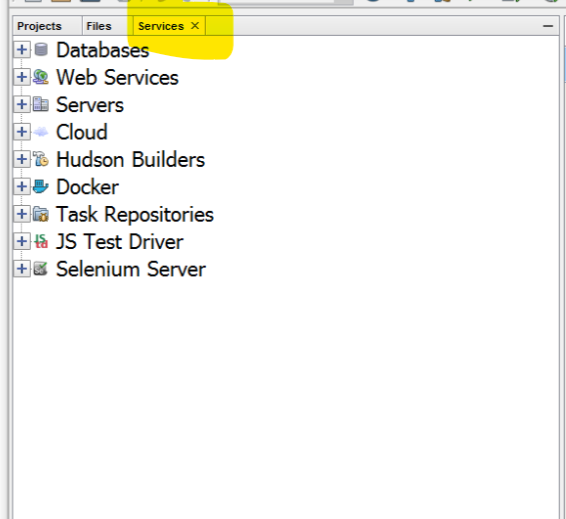 Projects Files Services ×
Databases
Web Services
Servers
Cloud
Hudson Builders
Docker
Task Repositories
JS Test Driver
Selenium Server